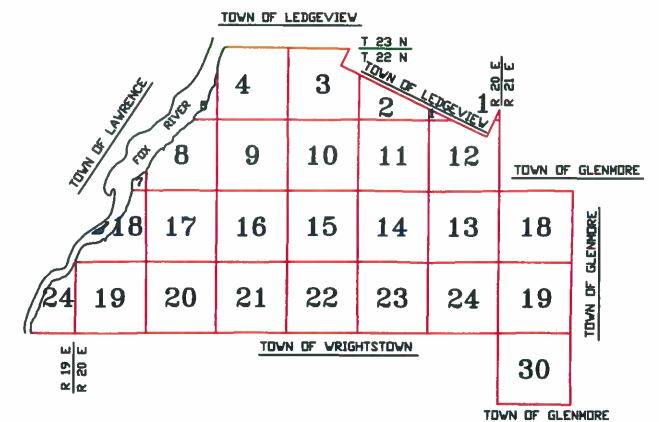 TOWN OF LEDGEVIEW
T 23 N
T 22 N
TOWN OF LEDGEVIEW
R 20 E
R 21 E
TOWN OF LAWRENCE
FOX RIVER
4
3
2
1
8
9
10
11
12
TOWN OF GLENMORE
18
17
16
15
14
13
18
TOWN OF GLENMORE
24
19
20
21
22
23
24
19
R 19 E
R 20 E
TOWN OF WRIGHTSTOWN
30
TOWN OF GLENMORE